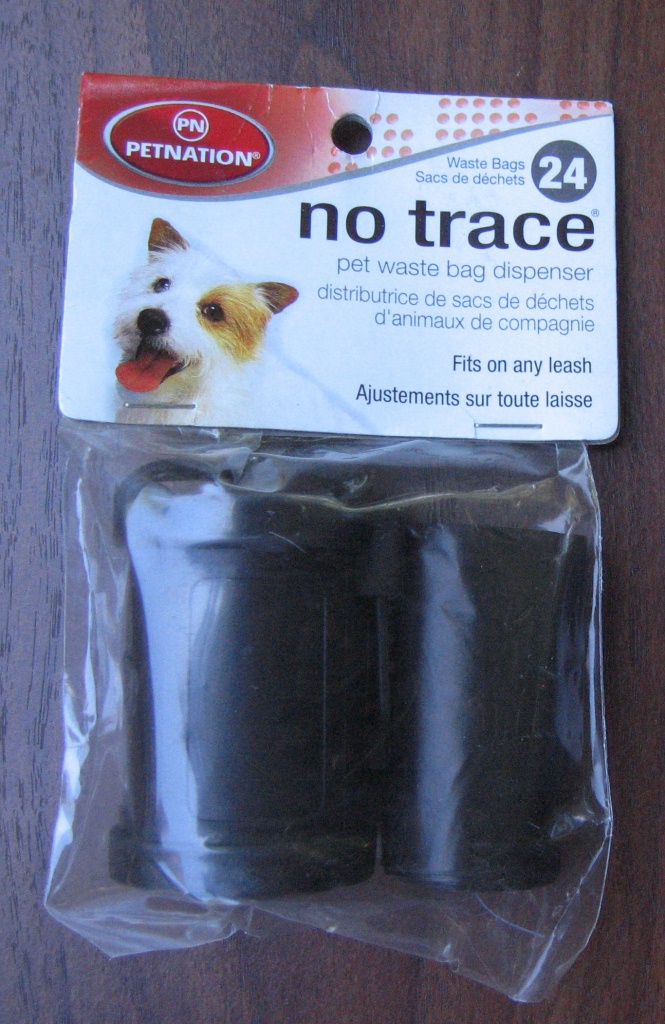 PN
PETNATION®
Waste Bags
Sacs de déchets
24
no trace®
pet waste bag dispenser
distributrice de sacs de déchets
d'animaux de compagnie
Fits on any leash
Ajustements sur toute laisse